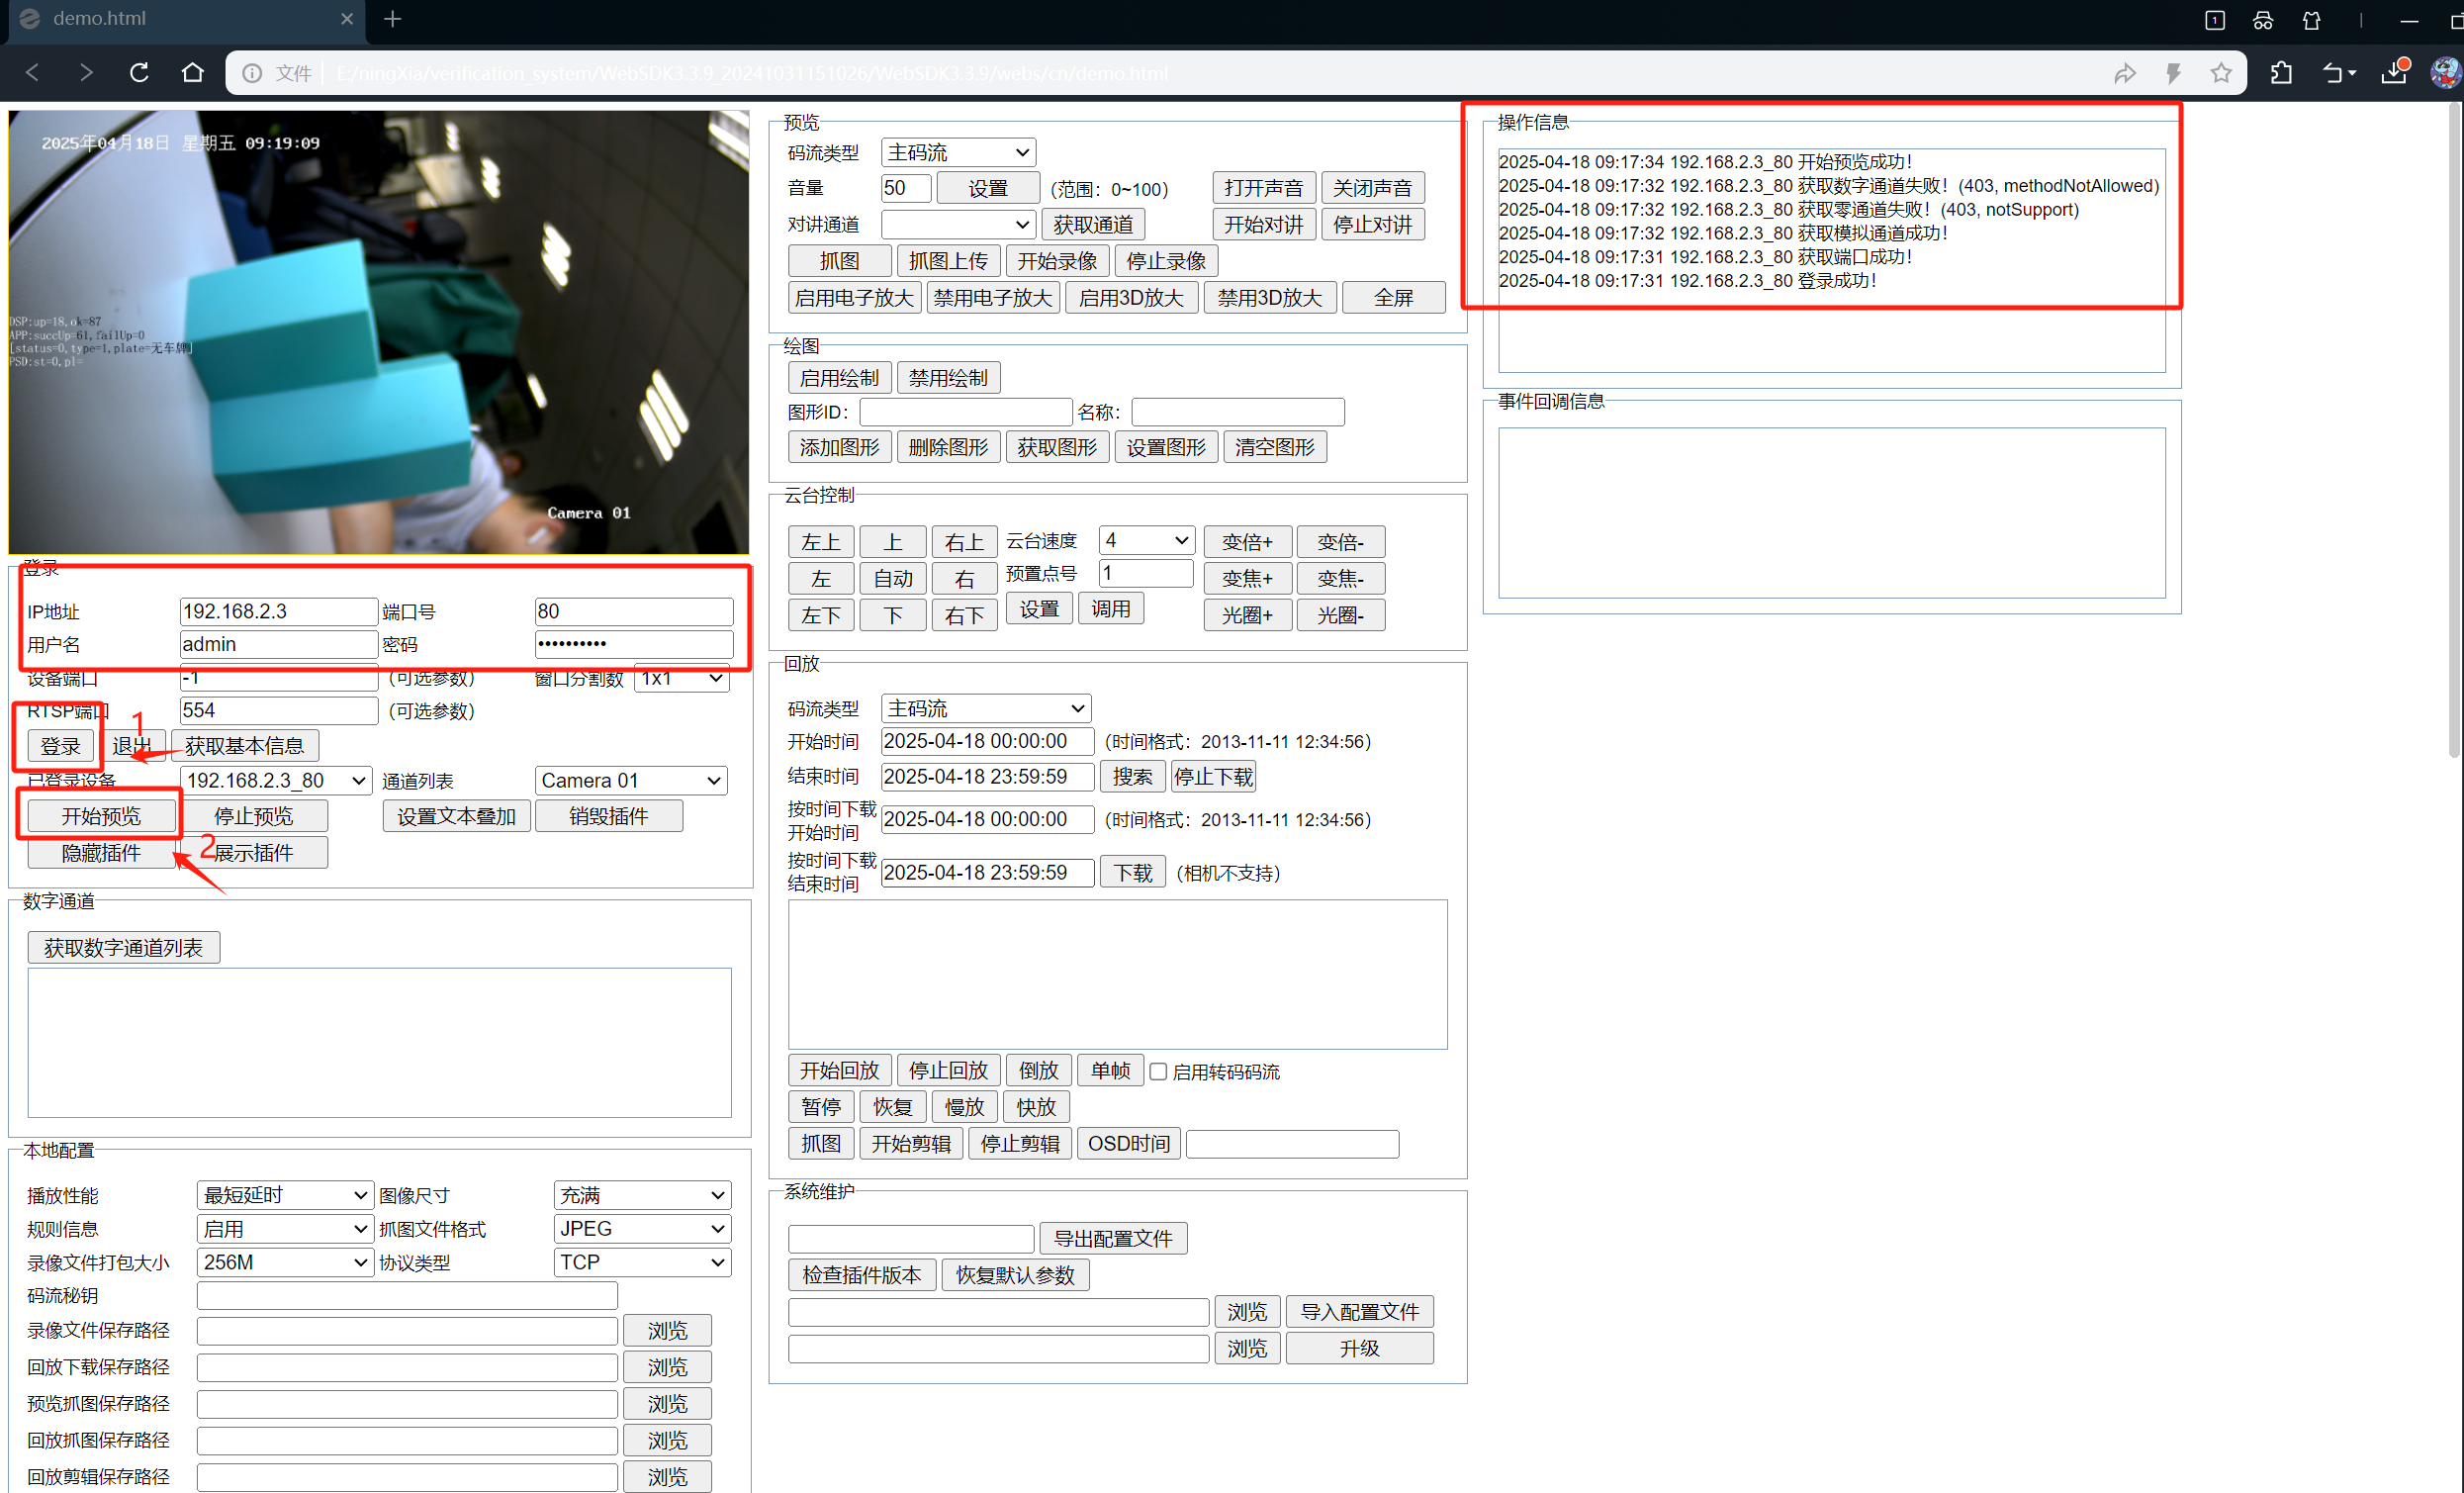 demo.html
文件 E:/ningXia/verification_system/WebSDK3.3.9_20241031151026/WebSDK3.3.9/webs/cn/demo.html
2025年04月18日 星期五 09:19:09
DSP:up=18,ok=87
APP:succUp=61,failUp=0
[status=0,type=1,plate=无车牌]
PSD:st=0,pl=
Camera 01
登录
IP地址 192.168.2.3 端口号 80
用户名 admin 密码 ••••••••••
设备端口 -1 （可选参数） 窗口分割数 1x1
RTSP端口 554 （可选参数）
1
登录 退出 获取基本信息
已登录设备 192.168.2.3_80 通道列表 Camera 01
开始预览 停止预览 设置文本叠加 销毁插件
2
隐藏插件 展示插件
数字通道
获取数字通道列表
本地配置
播放性能 最短延时 图像尺寸 充满
规则信息 启用 抓图文件格式 JPEG
录像文件打包大小 256M 协议类型 TCP
码流秘钥
录像文件保存路径 浏览
回放下载保存路径 浏览
预览抓图保存路径 浏览
回放抓图保存路径 浏览
回放剪辑保存路径 浏览
预览
码流类型 主码流
音量 50 设置 （范围：0~100） 打开声音 关闭声音
对讲通道 获取通道 开始对讲 停止对讲
抓图 抓图上传 开始录像 停止录像
启用电子放大 禁用电子放大 启用3D放大 禁用3D放大 全屏
绘图
启用绘制 禁用绘制
图形ID： 名称：
添加图形 删除图形 获取图形 设置图形 清空图形
云台控制
左上 上 右上 云台速度 4 变倍+ 变倍-
左 自动 右 预置点号 1 变焦+ 变焦-
左下 下 右下 设置 调用 光圈+ 光圈-
回放
码流类型 主码流
开始时间 2025-04-18 00:00:00 （时间格式：2013-11-11 12:34:56）
结束时间 2025-04-18 23:59:59 搜索 停止下载
按时间下载
开始时间 2025-04-18 00:00:00 （时间格式：2013-11-11 12:34:56）
按时间下载
结束时间 2025-04-18 23:59:59 下载 （相机不支持）
开始回放 停止回放 倒放 单帧 启用转码码流
暂停 恢复 慢放 快放
抓图 开始剪辑 停止剪辑 OSD时间
系统维护
导出配置文件
检查插件版本 恢复默认参数
浏览 导入配置文件
浏览 升级
操作信息
2025-04-18 09:17:34 192.168.2.3_80 开始预览成功！
2025-04-18 09:17:32 192.168.2.3_80 获取数字通道失败！(403, methodNotAllowed)
2025-04-18 09:17:32 192.168.2.3_80 获取零通道失败！(403, notSupport)
2025-04-18 09:17:32 192.168.2.3_80 获取模拟通道成功！
2025-04-18 09:17:31 192.168.2.3_80 获取端口成功！
2025-04-18 09:17:31 192.168.2.3_80 登录成功！
事件回调信息